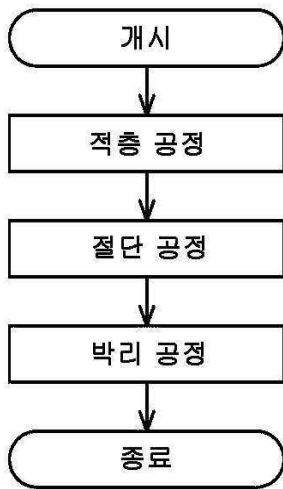 개시
적층 공정
절단 공정
박리 공정
종료